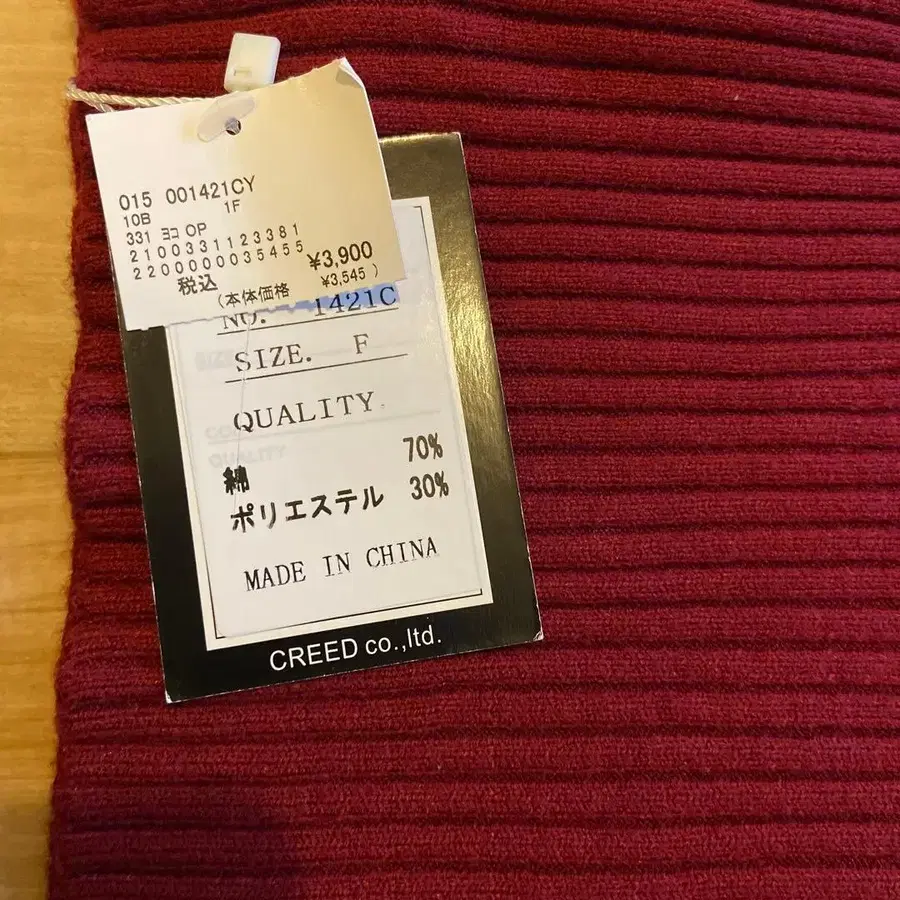 015 001421CY
10B 1F
331 ヨコ OP
2100331123381
2200000035455
¥3,900
税込
(本体価格 ¥3,545 )
NO. 1421C
SIZE. F
QUALITY
綿 70%
ポリエステル 30%
MADE IN CHINA
CREED co.,ltd.